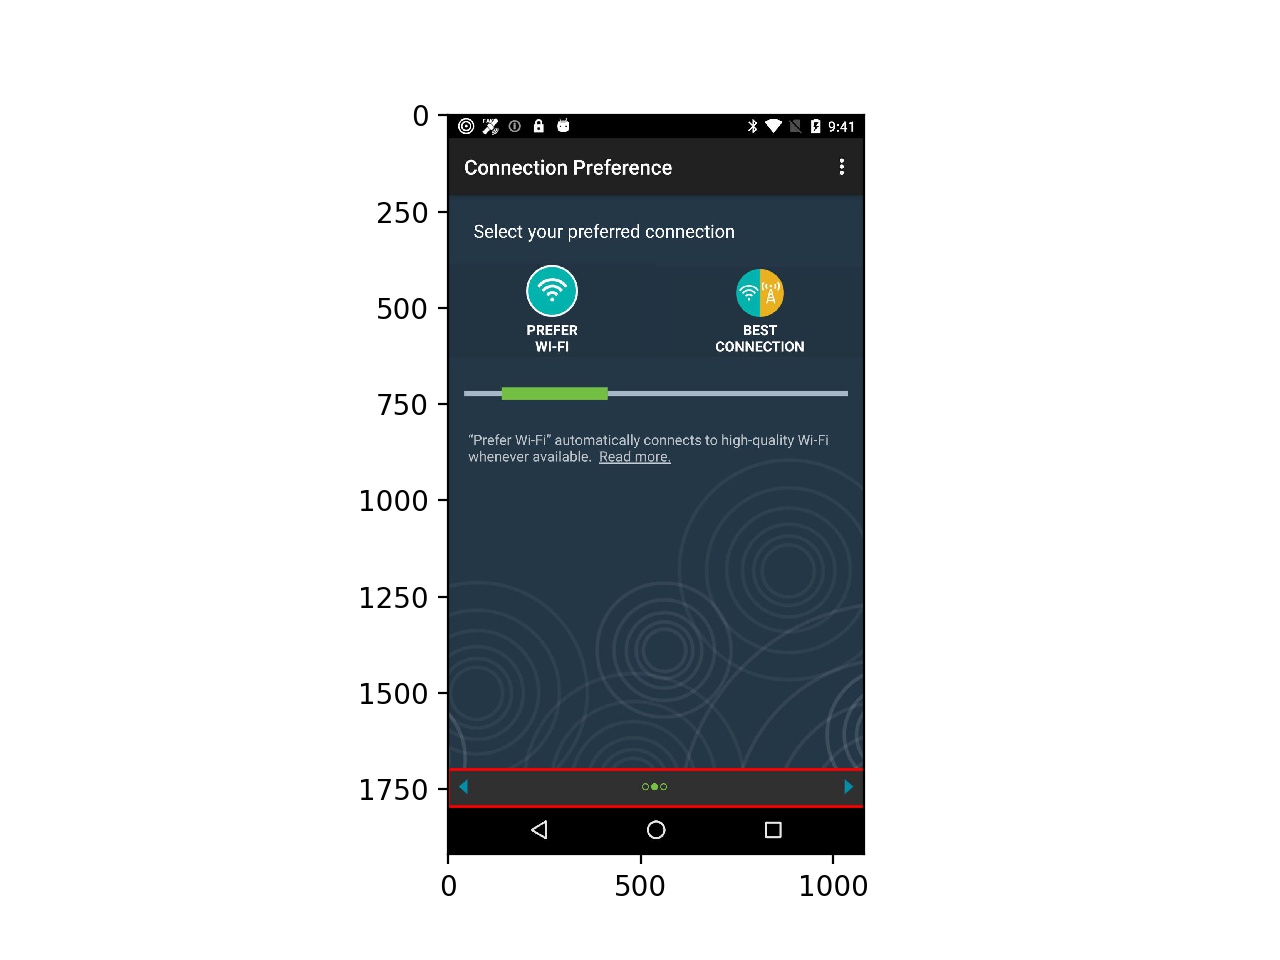 0
250
500
750
1000
1250
1500
1750
9:41
Connection Preference
Select your preferred connection
PREFER
WI-FI
BEST
CONNECTION
“Prefer Wi-Fi” automatically connects to high-quality Wi-Fi
whenever available. Read more.
0
500
1000